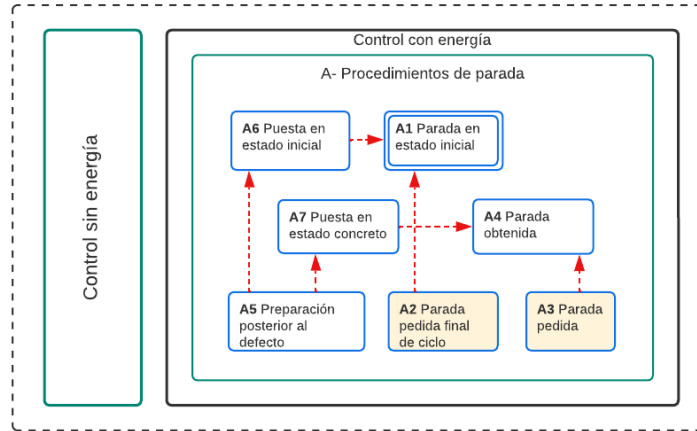 Control sin energía
Control con energía
A- Procedimientos de parada
A6 Puesta en
estado inicial
A1 Parada en
estado inicial
A7 Puesta en
estado concreto
A4 Parada
obtenida
A5 Preparación
posterior al
defecto
A2 Parada
pedida final
de ciclo
A3 Parada
pedida